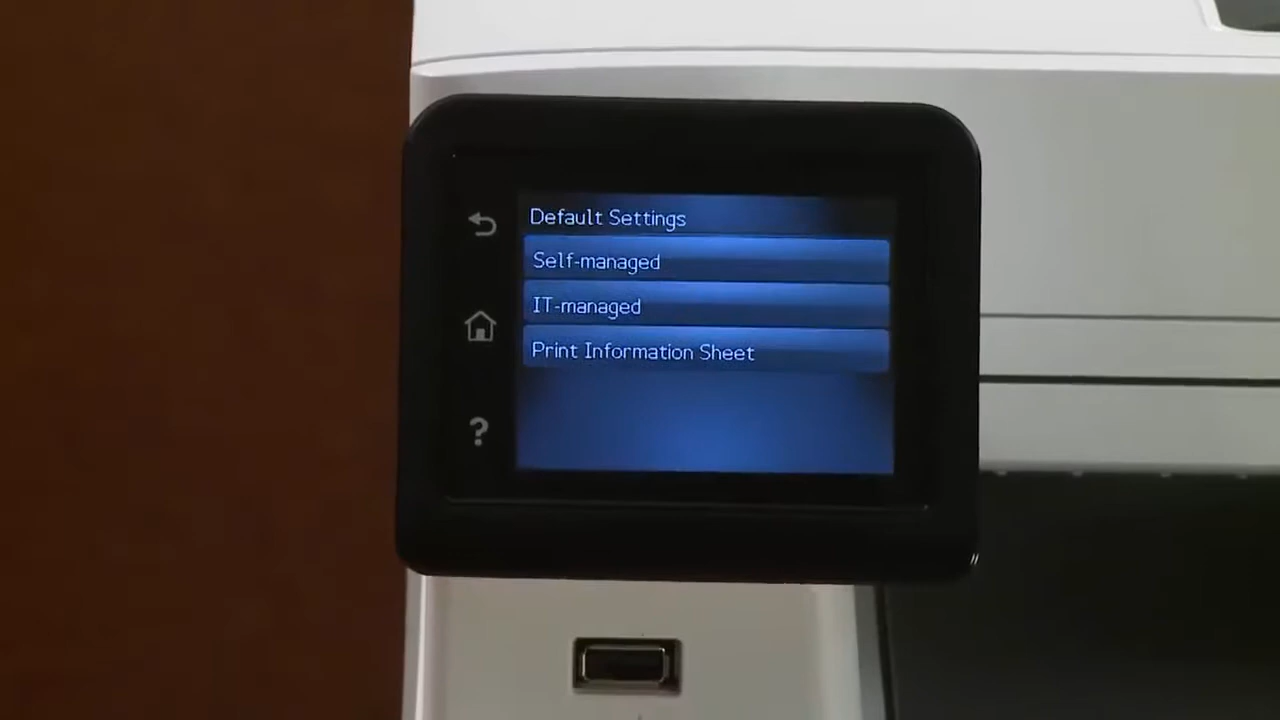 Default Settings
Self-managed
IT-managed
Print Information Sheet
?